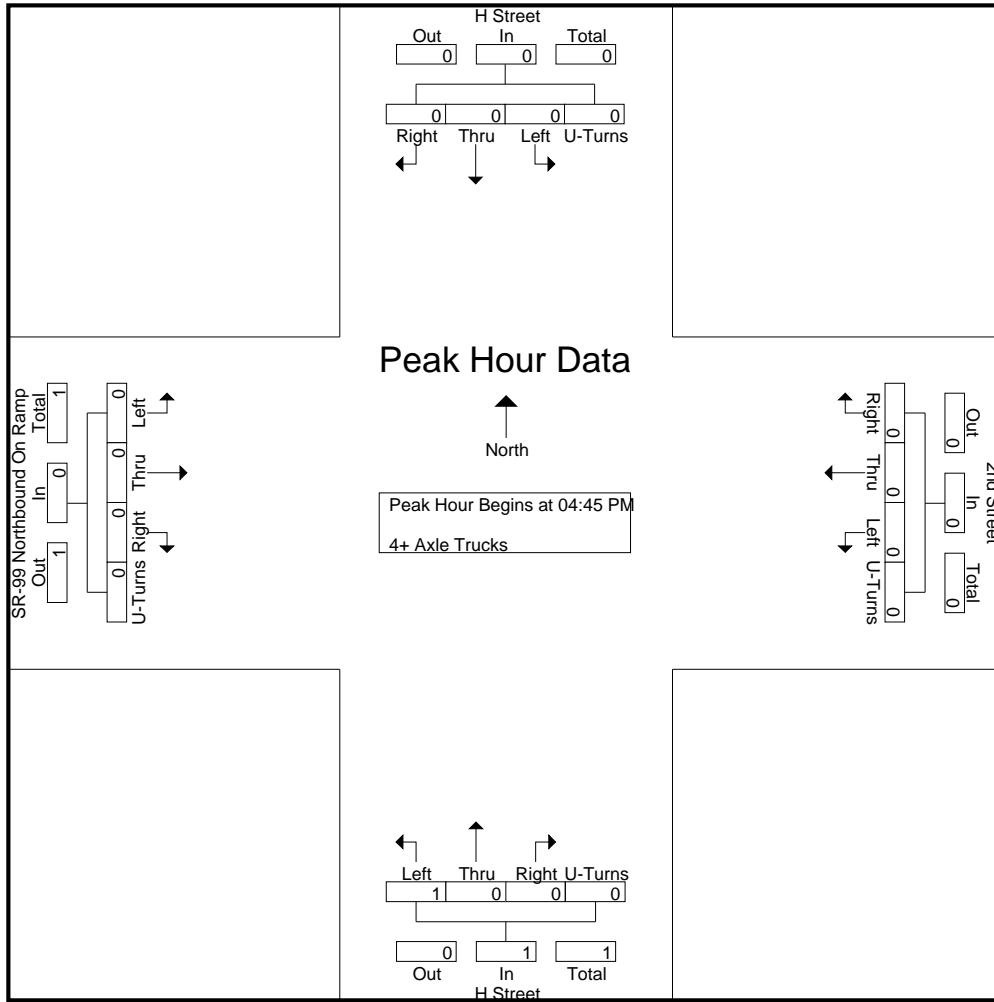 H Street
Out In Total
0 0 0
0 0 0 0
Right Thru Left U-Turns
Peak Hour Data
North
Peak Hour Begins at 04:45 PM
4+ Axle Trucks
SR-99 Northbound On Ramp
Out In Total
1 0 1
0 0 0 0
U-Turns Right Thru Left
2nd Street
Out In Total
0 0 0
0 0 0 0
Right Thru Left U-Turns
Left Thru Right U-Turns
1 0 0 0
0 1 1
Out In Total
H Street